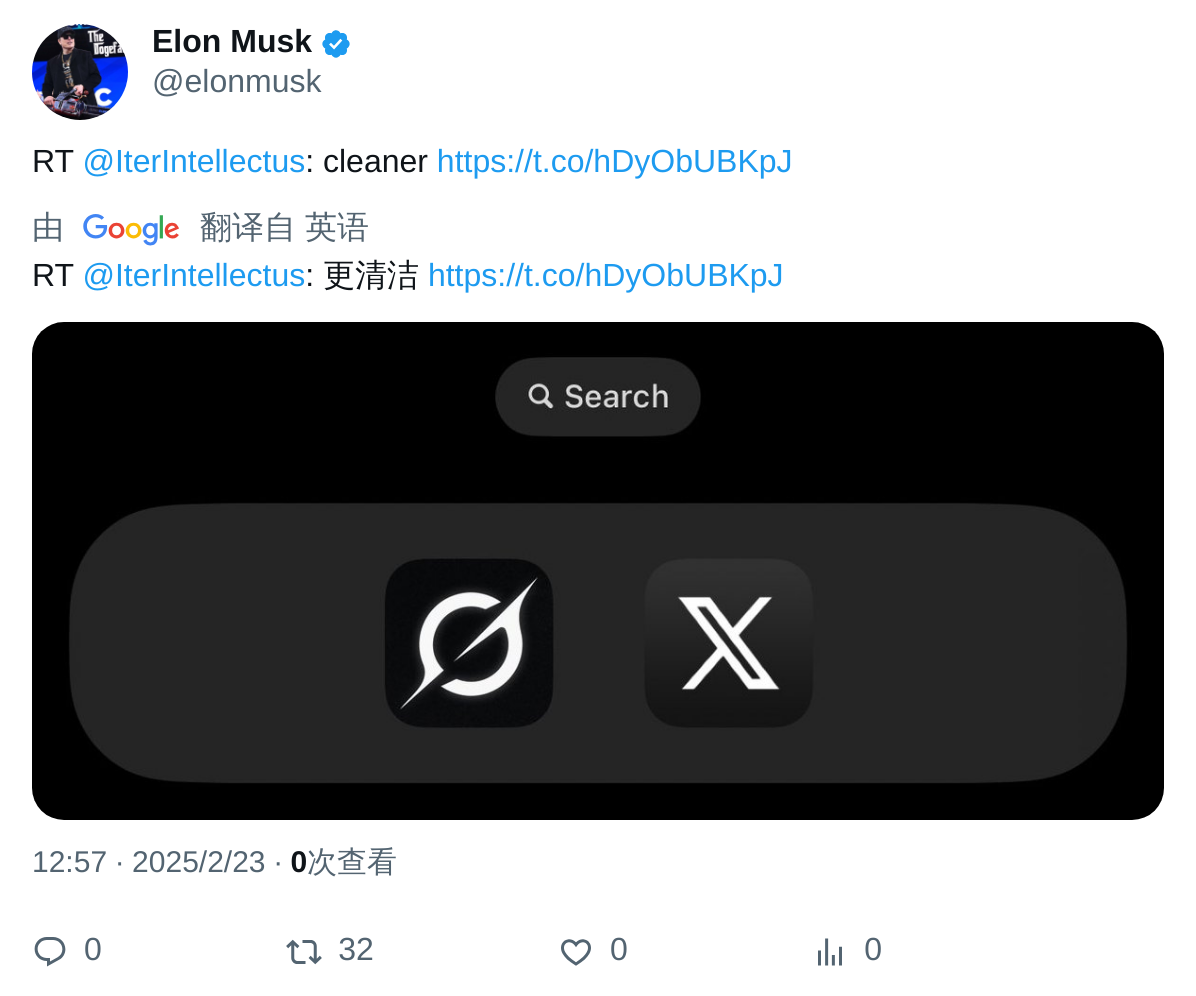 Elon Musk
@elonmusk
RT @IterIntellectus: cleaner https://t.co/hDyObUBKpJ
由 Google 翻译自 英语
RT @IterIntellectus: 更清洁 https://t.co/hDyObUBKpJ
Search
12:57 · 2025/2/23 · 0次查看
0 32 0 0